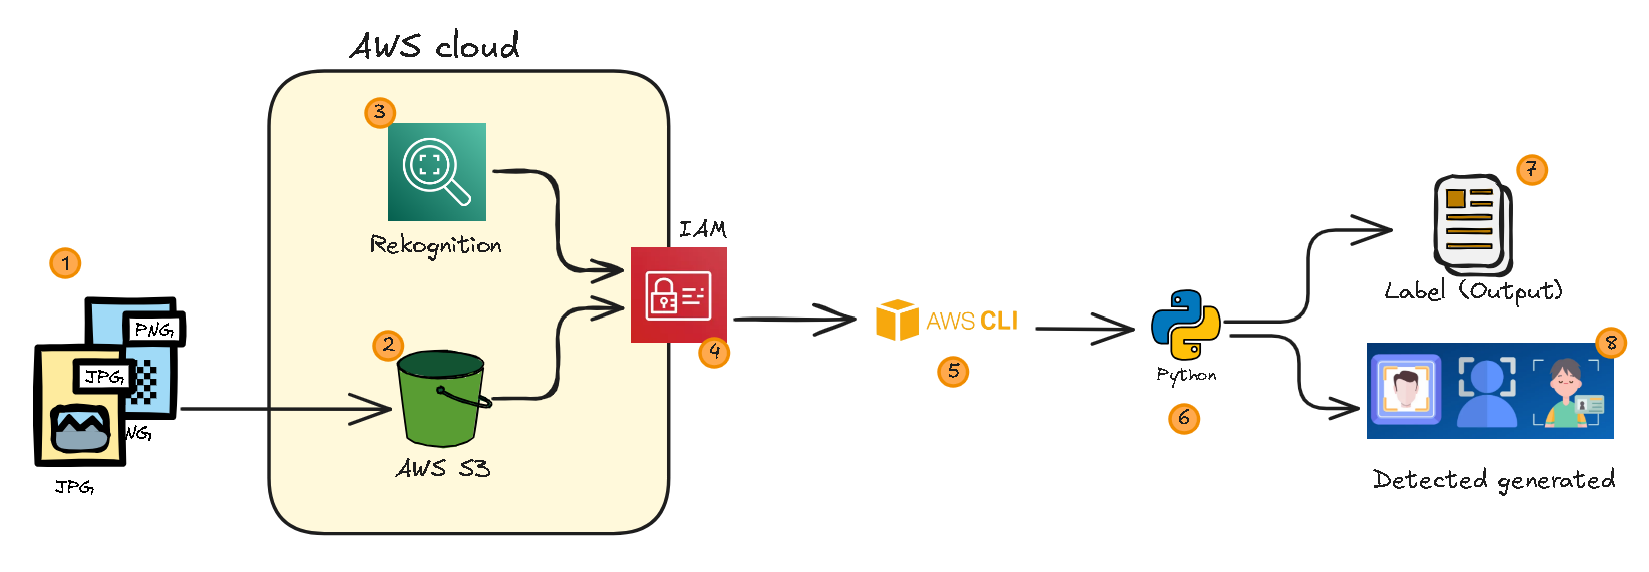 AWS cloud
3
Rekognition
IAM
1
PNG
JPG
NG
JPG
2
AWS S3
4
AWS CLI
5
Python
6
7
Label (Output)
8
Detected generated